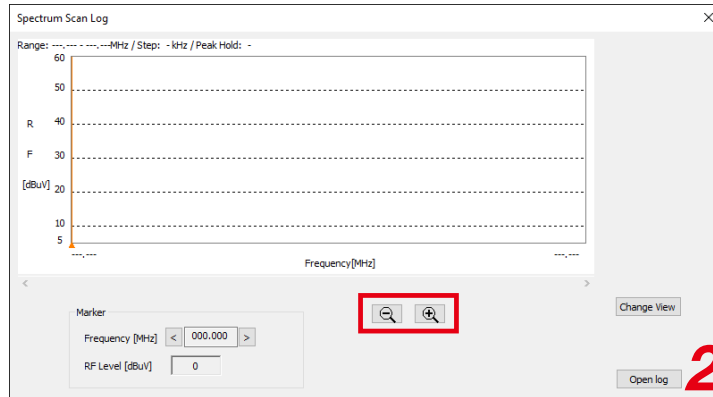 Spectrum Scan Log
Range: ---.--- - ---.---MHz / Step: - kHz / Peak Hold: -
60
50
R 40
F 30
[dBuV] 20
10
5
---.--- ---.---
Frequency[MHz]
< >
Marker
Frequency [MHz] < 000.000 >
RF Level [dBuV] 0
Change View
Open log
2